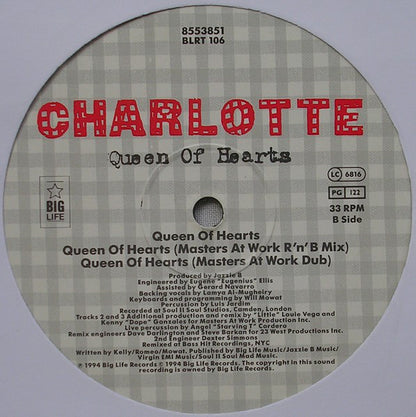 8553851
BLRT 106
CHARLOTTE
Queen Of Hearts
BIG
LIFE
LC 6816
PG 122
33 RPM
B Side
Queen Of Hearts
Queen Of Hearts (Masters At Work R'n'B Mix)
Queen Of Hearts (Masters At Work Dub)
Produced by Jazzie B
Engineered by Eugene "Eugenius" Ellis
Assisted by Gerard Navarro
Backing vocals by Lamya Al-Mughairy
Keyboards and programming by Will Mowat
Percussion by Luis Jardim
Recorded at Soul II Soul Studios, Camden, London
Tracks 2 and 3 Additional production and remix by "Little" Louie Vega and
Kenny "Dope" Gonzales for Masters At Work Production Inc.
Live percussion by Angel "Starving T" Cordero
Remix engineers Dave Darlington and Steve Barkan for 23 West Productions Inc.
2nd Engineer Dexter Simmons
Remixed at Bass Hit Recordings, NYC
Written by Kelly/Romeo/Mowat. Published by Big Life Music/Jazzie B Music/
Virgin EMI Music/Soul II Soul Mad Music.
℗ 1994 Big Life Records © 1994 Big Life Records. The copyright in this sound
recording is owned by Big Life Records.